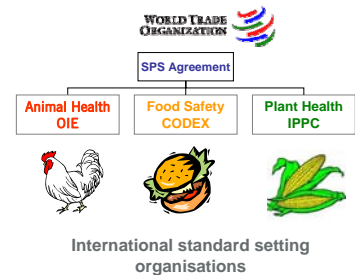 WORLD TRADE
ORGANIZATION
SPS Agreement
Animal Health
OIE
Food Safety
CODEX
Plant Health
IPPC
International standard setting
organisations